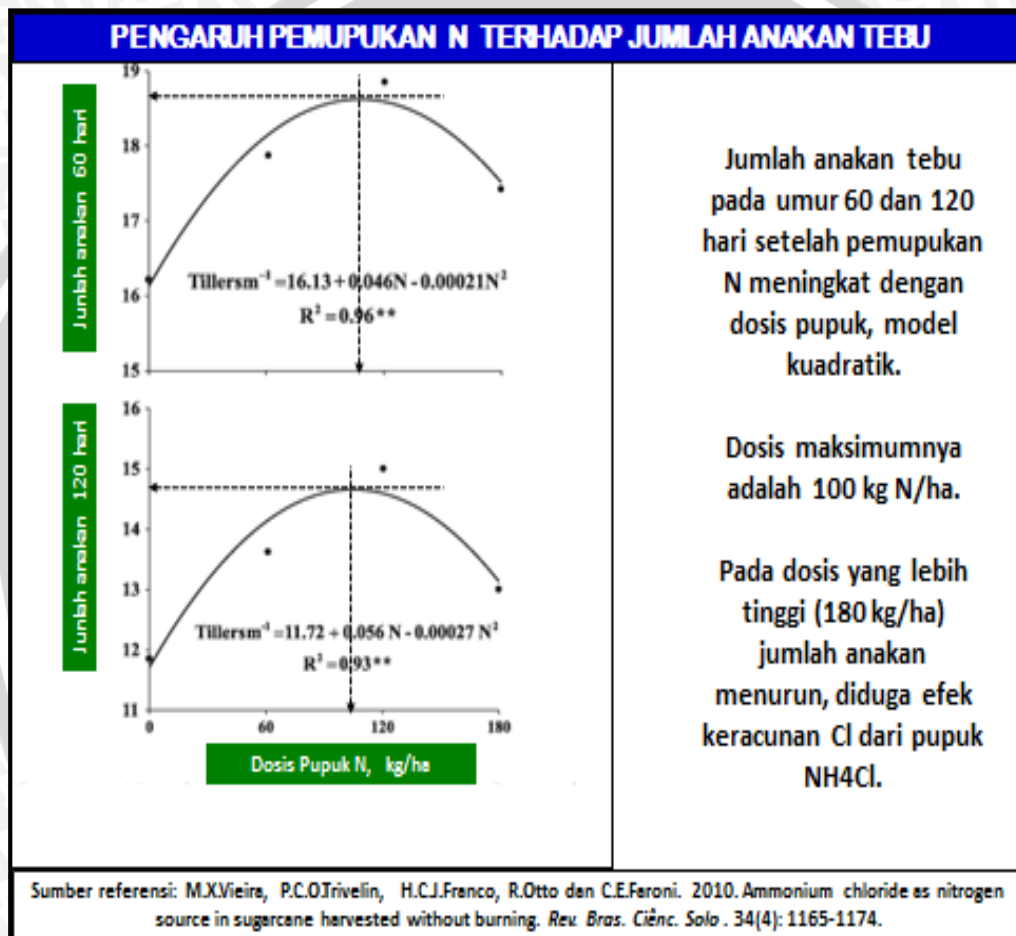 PENGARUH PEMUPUKAN N TERHADAP JUMLAH ANAKAN TEBU
Junlah anakan 60 hari
19
18
17
16
15
Tillersm⁻¹ =16.13+0.046N-0.00021N²
R² =0.96**
Junlah anakan 120 hari
16
15
14
13
12
11
Tillersm⁻¹ =11.72 + 0.056 N - 0.00027 N²
R² =0.93**
0 60 120 180
Dosis Pupuk N, kg/ha
Jumlah anakan tebu
pada umur 60 dan 120
hari setelah pemupukan
N meningkat dengan
dosis pupuk, model
kuadratik.
Dosis maksimumnya
adalah 100 kg N/ha.
Pada dosis yang lebih
tinggi (180 kg/ha)
jumlah anakan
menurun, diduga efek
keracunan Cl dari pupuk
NH4Cl.
Sumber referensi: M.X.Vieira, P.C.O.Trivelin, H.C.J.Franco, R.Otto dan C.E.Faroni. 2010. Ammonium chloride as nitrogen
source in sugarcane harvested without burning. Rev. Bras. Ciênc. Solo . 34(4): 1165-1174.